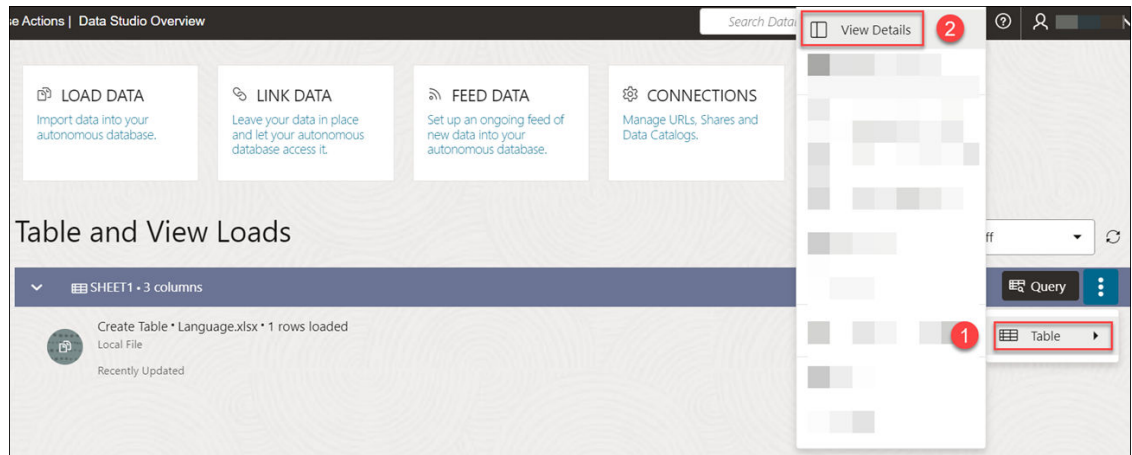 se Actions | Data Studio Overview
Search Data
View Details
2
LOAD DATA
Import data into your
autonomous database.
LINK DATA
Leave your data in place
and let your autonomous
database access it.
FEED DATA
Set up an ongoing feed of
new data into your
autonomous database.
CONNECTIONS
Manage URLs, Shares and
Data Catalogs.
Table and View Loads
ff
SHEET1 • 3 columns
Query
Create Table • Language.xlsx • 1 rows loaded
Local File
Recently Updated
1
Table